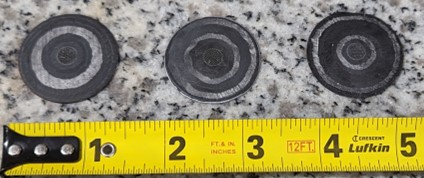 1 2 FT. & IN
INCHES 3 12FT. 4 CRESCENT
Lufkin 5